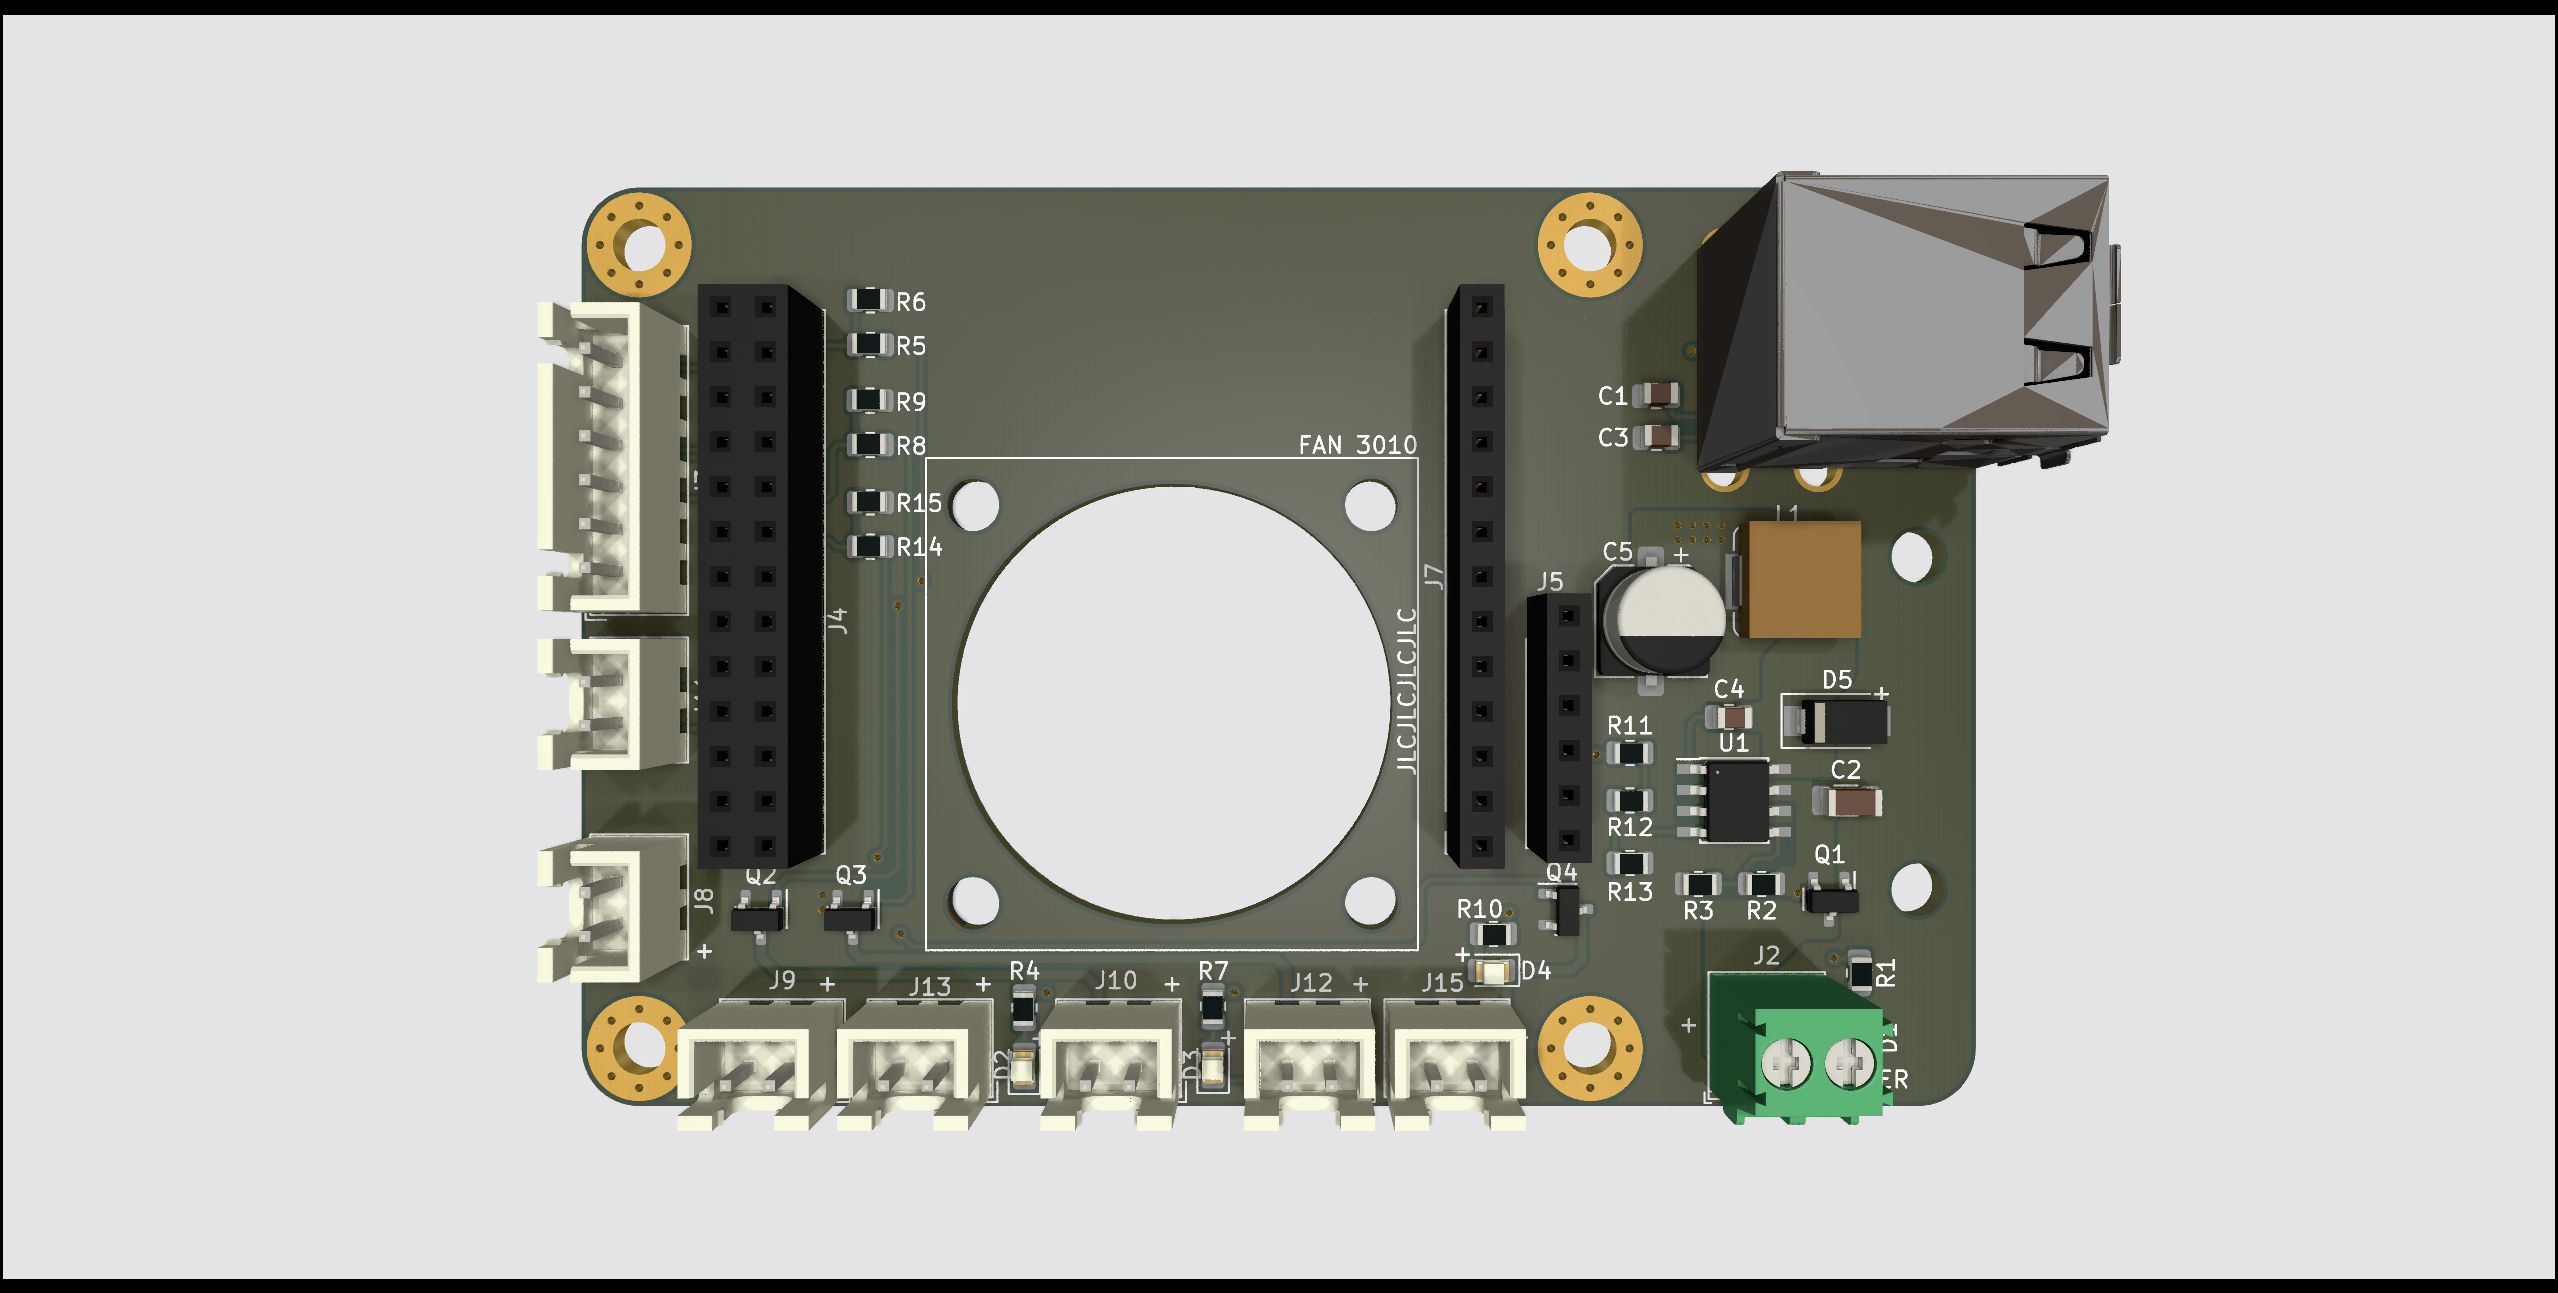 R6
R5
R9
R8
R15
R14
FAN 3010
JLCJLCJLCJLC
J4
J7
J5
C1
C3
C5
+
C4
D5
+
U1
C2
R11
R12
R13
Q1
R3
R2
Q2
Q3
Q4
R10
+
D4
J8
+
J9
+
J13
+
R4
J10
+
R7
J12
+
J15
D2
+
D3
+
J2
+
R1